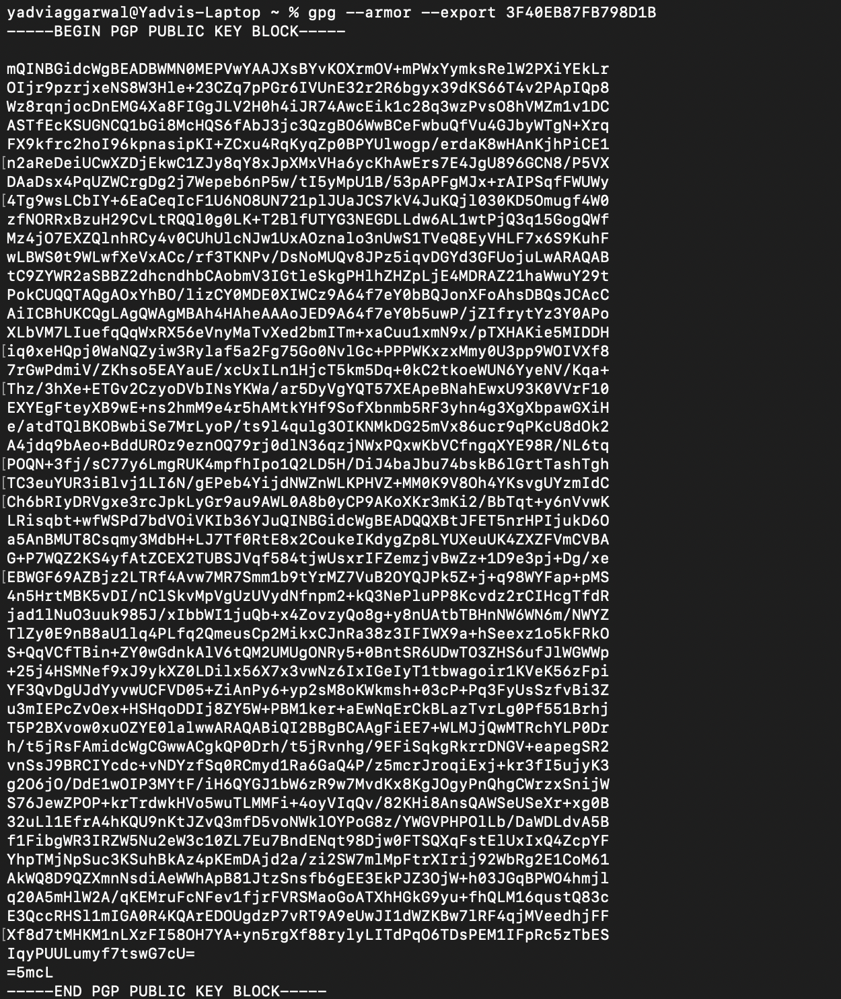 yadviaggarwal@Yadvis-Laptop ~ % gpg --armor --export 3F40EB87FB798D1B
-----BEGIN PGP PUBLIC KEY BLOCK-----

mQINBGidcWgBEADBWMN0MEPVwYAAJXsBYvKOXrmOV+mPWxYymksRelW2PXiYEkLr
OIjr9pzrjxeNS8W3Hle+23CZq7pPGr6IVUnE32r2R6bgyx39dKS66T4v2PApIQp8
Wz8rqnjocDnEMG4Xa8FIGgJLV2H0h4iJR74AwcEik1c28q3wzPvsO8hVMZm1v1DC
ASTfEcKSUGNCQ1bGi8McHQS6fAbJ3jc3QzgBO6WwBCeFwbuQfVu4GJbyWTgN+Xrq
FX9kfrc2hoI96kpnasipKI+ZCxu4RqKyqZp0BPYUlwogp/erdaK8wHAnKjhPiCE1
n2aReDeiUCwXZDjEkwC1ZJy8qY8xJpXMxVHa6ycKhAwErs7E4JgU896GCN8/P5VX
DAaDsx4PqUZWCrgDg2j7Wepeb6nP5w/tI5yMpU1B/53pAPFgMJx+rAIPSqfFWUWy
4Tg9wsLCbIY+6EaCeqIcF1U6NO8UN721plJUaJCS7kV4JuKQjl030KD5Omugf4W0
zfNORRxBzuH29CvLtRQQl0g0LK+T2BlfUTYG3NEGDLLdw6AL1wtPjQ3q15GogQWf
Mz4jO7EXZQlnhRCy4v0CUhUlcNJw1UxAOznalo3nUwS1TVeQ8EyVHLF7x6S9KuhF
wLBWS0t9WLwfXeVxACc/rf3TKNPv/DsNoMUQv8JPz5iqvDGYd3GFUojuLwARAQAB
tC9ZYWR2aSBBZ2dhcndhbCAobmV3IGtleSkgPHlhZHZpLjE4MDRAZ21haWwuY29t
PokCUQQTAQgAOxYhBO/lizCY0MDE0XIWCz9A64f7eY0bBQJonXFoAhsDBQsJCAcC
AiICBhUKCQgLAgQWAgMBAh4HAheAAAoJED9A64f7eY0b5uwP/jZIfrytYz3Y0APo
XLbVM7LIuefqQqWxRX56eVnyMaTvXed2bmITm+xaCuu1xmN9x/pTXHAKie5MIDDH
iq0xeHQpj0WaNQZyiw3Rylaf5a2Fg75Go0NvlGc+PPPWKxzxMmy0U3pp9WOIVXf8
7rGwPdmiV/ZKhso5EAYauE/xcUxILn1HjcT5km5Dq+0kC2tkoeWUN6YyeNV/Kqa+
Thz/3hXe+ETGv2CzyoDVbINsYKWa/ar5DyVgYQT57XEApeBNahEwxU93K0VVrF10
EXYEgFteyXB9wE+ns2hmM9e4r5hAMtkYHf9SofXbnmb5RF3yhn4g3XgXbpawGXiH
e/atdTQlBKOBwbiSe7MrLyoP/ts9l4qulg3OIKNMkDG25mVx86ucr9qPKcU8dOk2
A4jdq9bAeo+BddUROz9eznOQ79rj0dlN36qzjNWxPQxwKbVCfngqXYE98R/NL6tq
POQN+3fj/sC77y6LmgRUK4mpfhIpo1Q2LD5H/DiJ4baJbu74bskB6lGrtTashTgh
TC3euYUR3iBlvj1LI6N/gEPeb4YijdNWZnWLKPHVZ+MM0K9V8Oh4YKsvgUYzmIdC
Ch6bRIyDRVgxe3rcJpkLyGr9au9AWL0A8b0yCP9AKoXKr3mKi2/BbTqt+y6nVvwK
LRisqbt+wfWSPd7bdVOiVKIb36YJuQINBGidcWgBEADQQXBtJFET5nrHPIjukD6O
a5AnBMUT8Csqmy3MdbH+LJ7Tf0RtE8x2CoukeIKdygZp8LYUXeuUK4ZXZFVmCVBA
G+P7WQZ2KS4yfAtZCEX2TUBSJVqf584tjwUsxrIFZemzjvBwZz+1D9e3pj+Dg/xe
EBWGF69AZBjz2LTRf4Avw7MR7Smm1b9tYrMZ7VuB2OYQJPk5Z+j+q98WYFap+pMS
4n5HrtMBK5vDI/nClSkvMpVgUzUVydNfnpm2+kQ3NePluPP8Kcvdz2rCIHcgTfdR
jad1lNuO3uuk985J/xIbbWI1juQb+x4ZovzyQo8g+y8nUAtbTBHnNW6WN6m/NWYZ
TlZy0E9nB8aU1lq4PLfq2QmeusCp2MikxCJnRa38z3IFIWX9a+hSeexz1o5kFRkO
S+QqVCfTBin+ZY0wGdnkAlV6tQM2UMUgONRy5+0BntSR6UDwTO3ZHS6ufJlWGWWp
+25j4HSMNef9xJ9ykXZ0LDilx56X7x3vwNz6IxIGeIyT1tbwagoir1KVeK56zFpi
YF3QvDgUJdYyvwUCFVD05+ZiAnPy6+yp2sM8oKWkmsh+03cP+Pq3FyUsSzfvBi3Z
u3mIEPcZvOex+HSHqoDDIj8ZY5W+PBM1ker+aEwNqErCkBLazTvrLg0Pf551Brhj
T5P2BXvow0xuOZYE0lalwwARAQABiQI2BBgBCAAgFiEE7+WLMJjQwMTRchYLP0Dr
h/t5jRsFAmidcWgCGwwACgkQP0Drh/t5jRvnhg/9EFiSqkgRkrrDNGV+eapegSR2
vnSsJ9BRCIYcdc+vNDYzfSq0RCmyd1Ra6GaQ4P/z5mcrJroqiExj+kr3fI5ujyK3
g2O6jO/DdE1wOIP3MYtF/iH6QYGJ1bW6zR9w7MvdKx8KgJOgyPnQhgCWrzxSnijW
S76JewZPOP+krTrdwkHVo5wuTLMMFi+4oyVIqQv/82KHi8AnsQAWSeUSeXr+xg0B
32uLl1EfrA4hKQU9nKtJZvQ3mfD5voNWklOYPoG8z/YWGVPHPOlLb/DaWDLdvA5B
f1FibgWR3IRZW5Nu2eW3c10ZL7Eu7BndENqt98Djw0FTSQXqFstElUxIxQ4ZcpYF
YhpTMjNpSuc3KSuhBkAz4pKEmDAjd2a/zi2SW7mlMpFtrXIrij92WbRg2E1CoM61
AkWQ8D9QZXmnNsdiAeWWhApB81JtzSnsfb6gEE3EkPJZ3OjW+h03JGqBPWO4hmjl
q20A5mHlW2A/qKEMruFcNFev1fjrFVRSMaoGoATXhHGkG9yu+fhQLM16qustQ83c
E3QccRHSl1mIGA0R4KQArEDOUgdzP7vRT9A9eUwJI1dWZKBw7lRF4qjMVeedhjFF
Xf8d7tMHKM1nLXzFI58OH7YA+yn5rgXf88rylyLITdPqO6TDsPEM1IFpRc5zTbES
IqyPUULumyf7tswG7cU=
=5mcL
-----END PGP PUBLIC KEY BLOCK-----